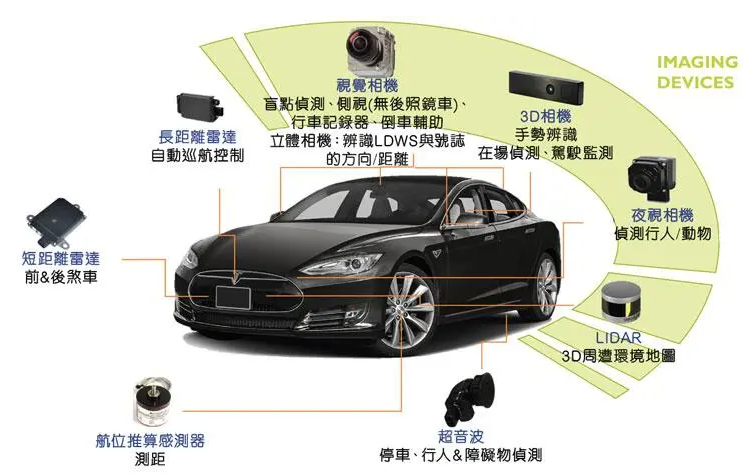 IMAGING
DEVICES
視覺相機
盲點偵測、側視(無後照鏡車)、
行車記錄器、倒車輔助
立體相機：辨識LDWS與號誌
的方向/距離
3D相機
手勢辨識
在場偵測、駕駛監測
長距離雷達
自動巡航控制
夜視相機
偵測行人/動物
短距離雷達
前&後煞車
LIDAR
3D周遭環境地圖
航位推算感測器
測距
超音波
停車、行人&障礙物偵測